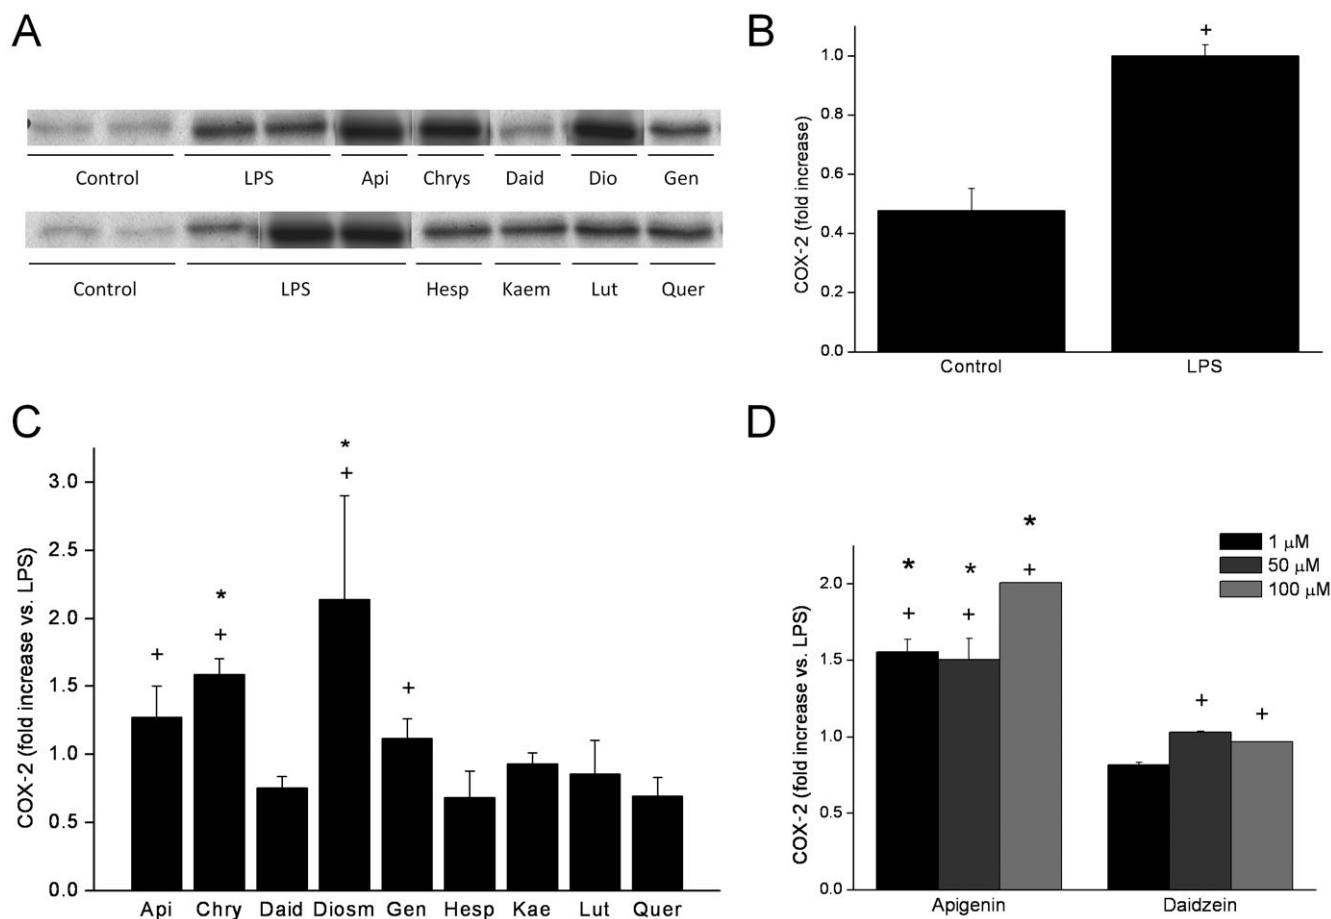 A
Control LPS Api Chrys Daid Dio Gen
Control LPS Hesp Kaem Lut Quer
B
COX-2 (fold increase)
1.0
0.8
0.6
0.4
0.2
0.0
+
Control LPS
C
COX-2 (fold increase vs. LPS)
3.0
2.5
2.0
1.5
1.0
0.5
0.0
+
*
+
*
+
+
Api Chry Daid Diosm Gen Hesp Kae Lut Quer
D
COX-2 (fold increase vs. LPS)
2.0
1.5
1.0
0.5
0.0
*
+
*
+
*
+
+
+
1 μM
50 μM
100 μM
Apigenin Daidzein